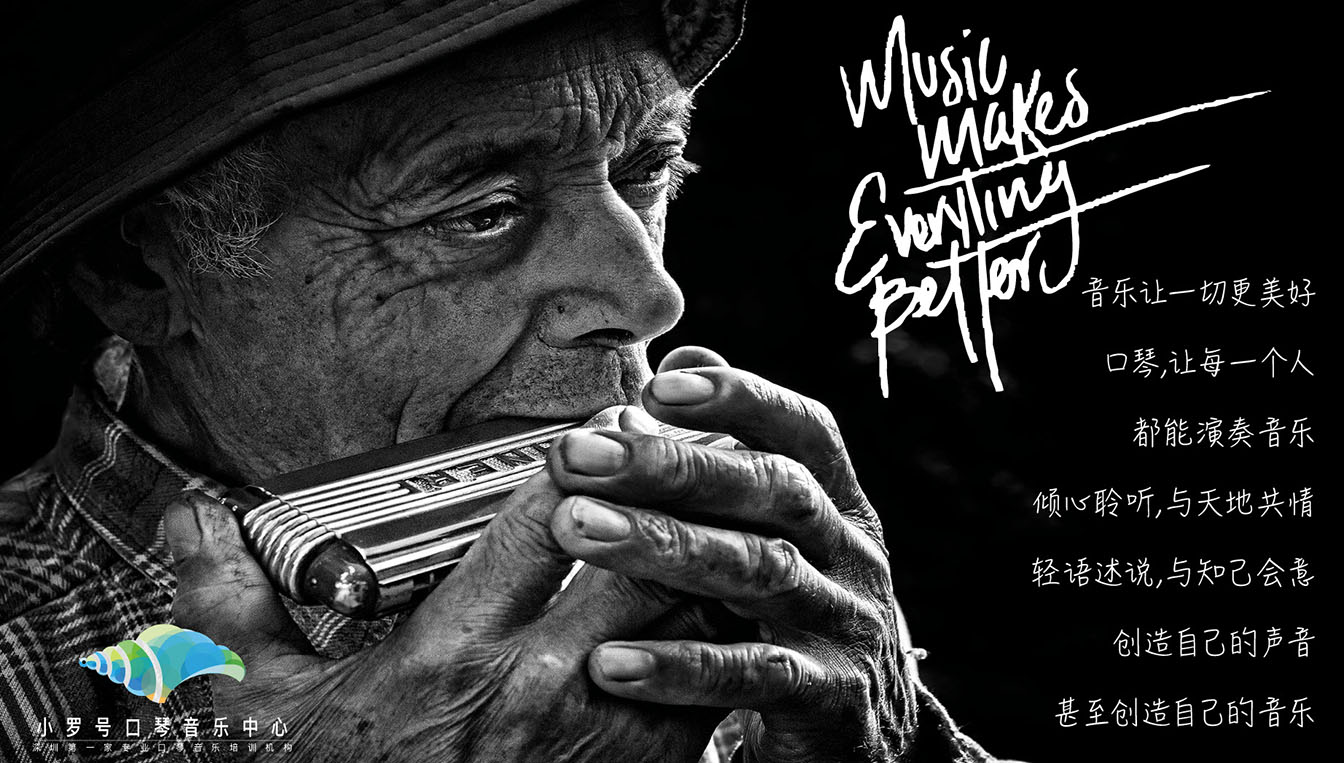 Music
Makes
Everyting
Better
音乐让一切更美好
口琴,让每一个人
都能演奏音乐
倾心聆听,与天地共情
轻语述说,与知己会意
创造自己的声音
甚至创造自己的音乐
小罗号口琴音乐中心
深圳第一家专业口琴音乐培训机构